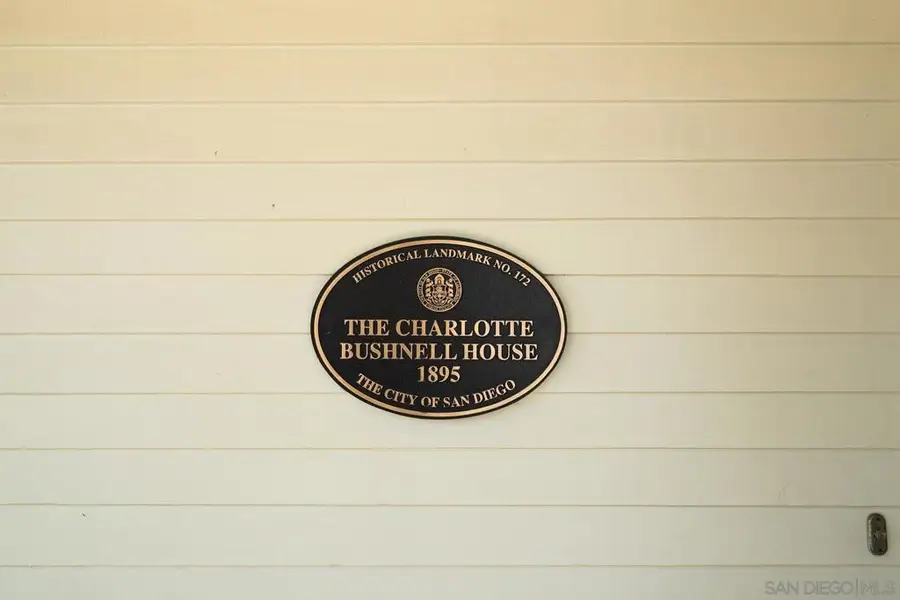 HISTORICAL LANDMARK NO. 172
THE CHARLOTTE
BUSHNELL HOUSE
1895
THE CITY OF SAN DIEGO
SAN DIEGO|MLS